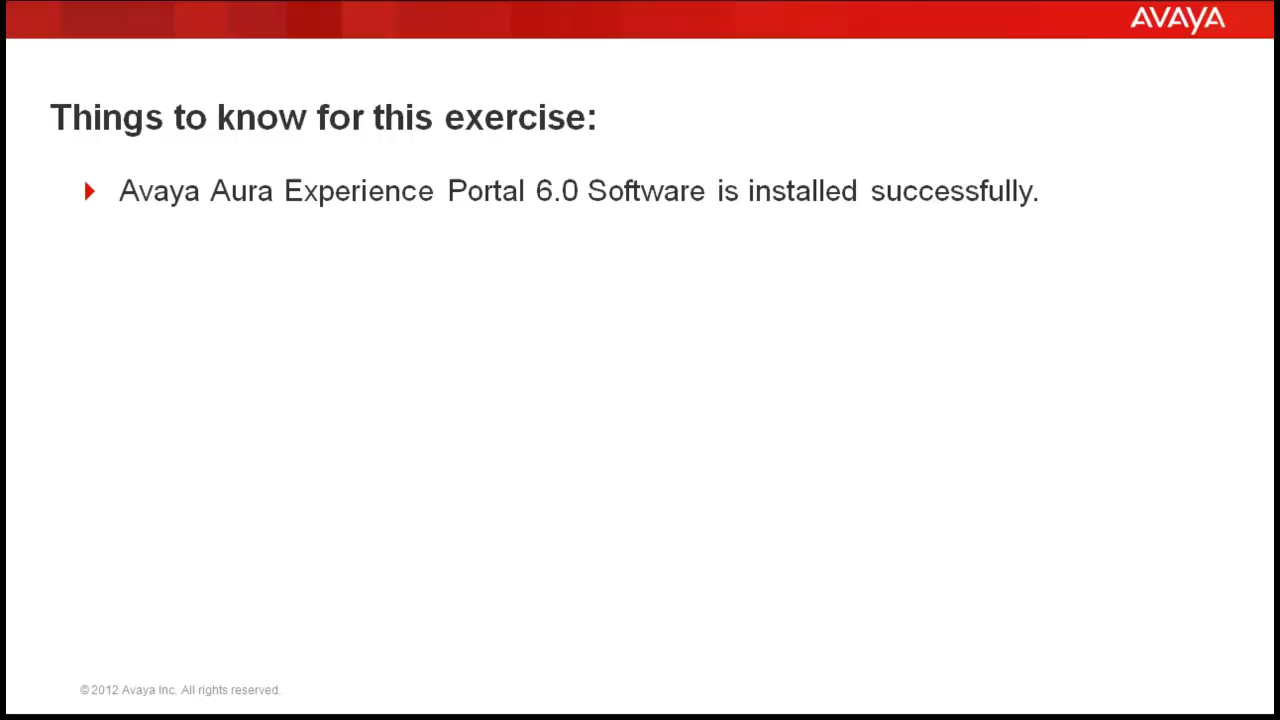 AVAYA
Things to know for this exercise:
Avaya Aura Experience Portal 6.0 Software is installed successfully.
© 2012 Avaya Inc. All rights reserved.